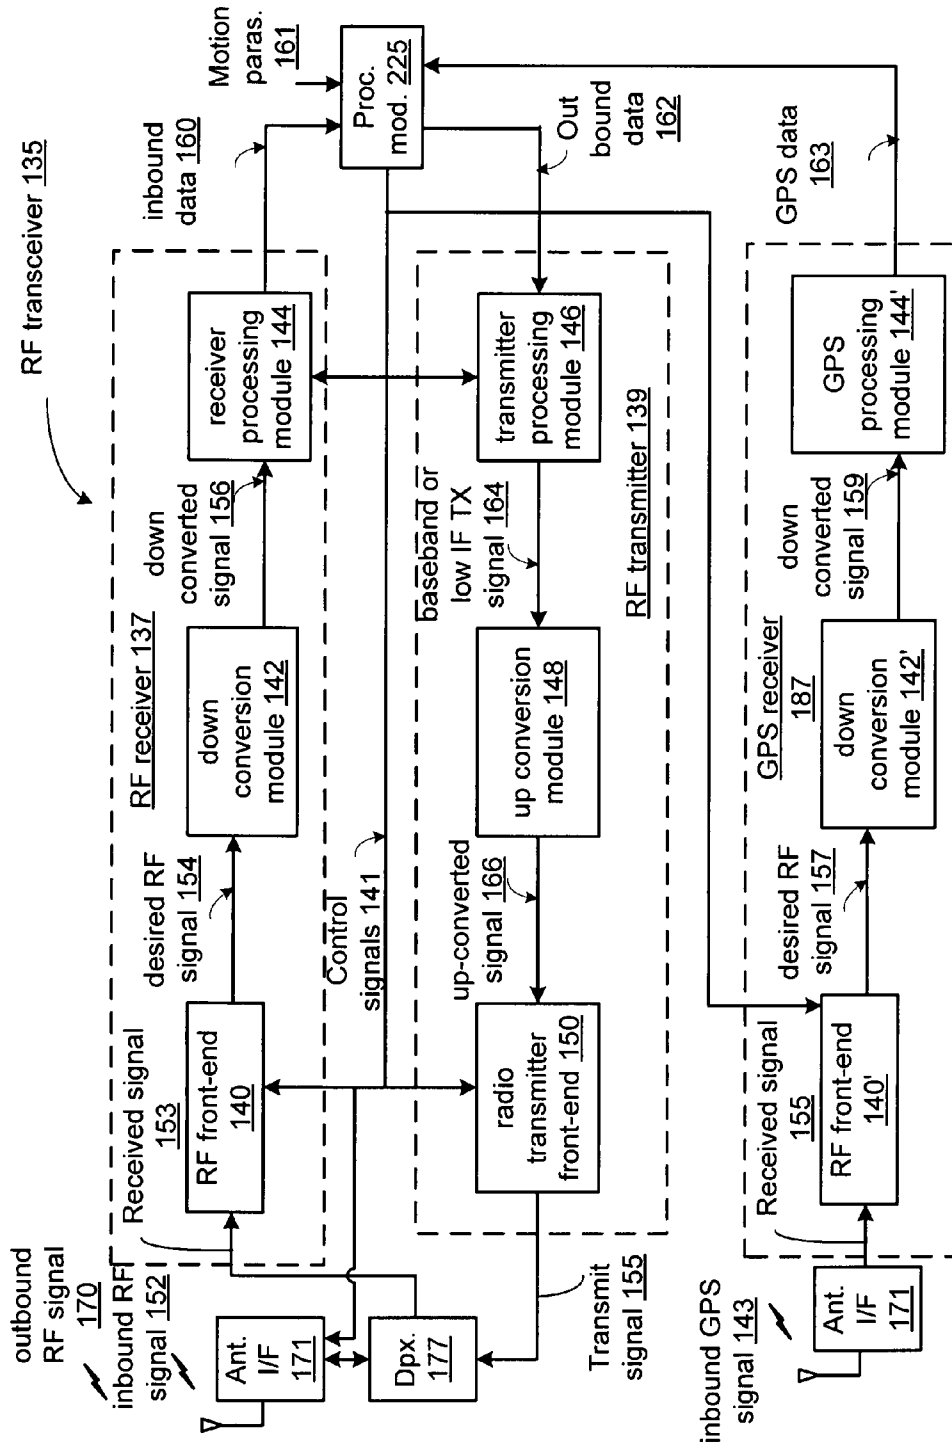 RF transceiver 135
outbound
RF signal
170
inbound RF
signal 152
Ant.
I/F
171
Dpx.
177
Received signal
153
RF front-end
140
desired RF
signal 154
RF receiver 137
down
conversion
module 142
down
converted
signal 156
receiver
processing
module 144
inbound
data 160
Motion
paras.
161
Proc.
mod. 225
Control
signals 141
Out
bound
data
162
transmitter
processing
module 146
baseband or
low IF TX
signal 164
up conversion
module 148
up-converted
signal 166
radio
transmitter
front-end 150
RF transmitter 139
Transmit
signal 155
inbound GPS
signal 143
Ant.
I/F
171
Received signal
155
RF front-end
140'
desired RF
signal 157
GPS receiver
187
down
conversion
module 142'
down
converted
signal 159
GPS
processing
module 144'
GPS data
163